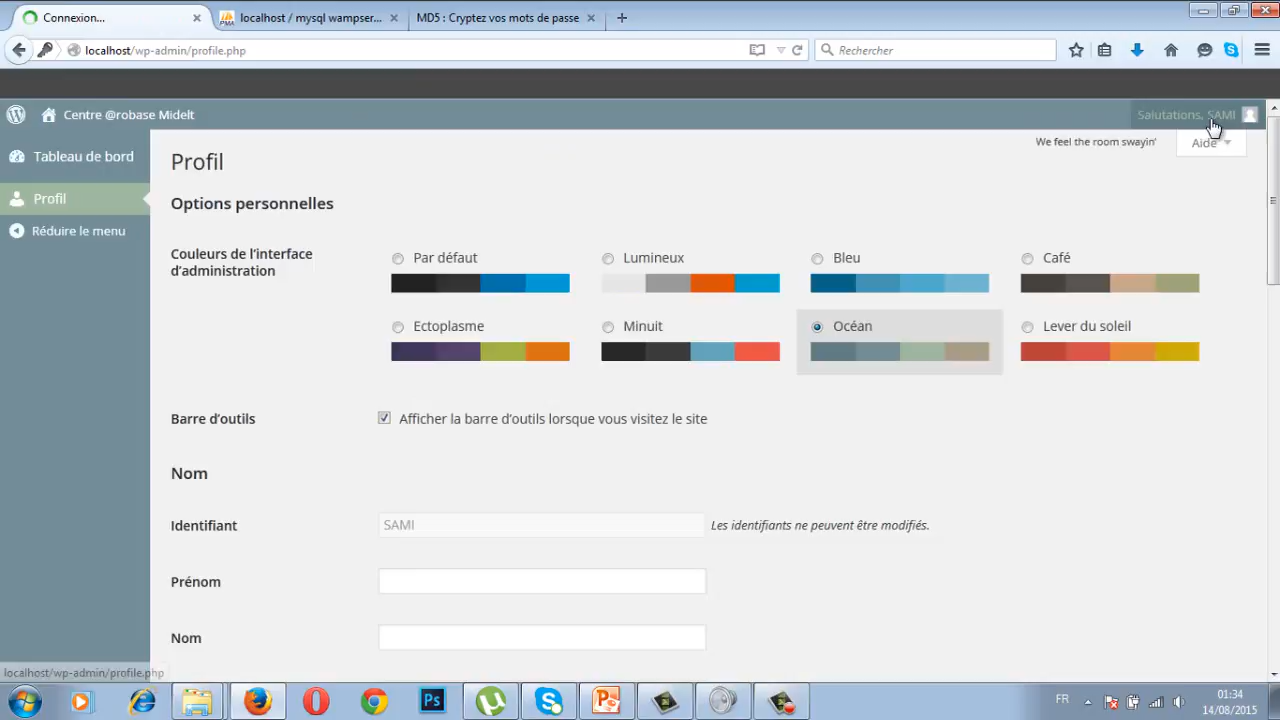 Connexion...
localhost / mysql wampser...
MD5 : Cryptez vos mots de passe
localhost/wp-admin/profile.php
Rechercher
Centre @robase Midelt
Salutations, SAMI
Tableau de bord
Profil
Réduire le menu
Profil
We feel the room swayin'
Aide
Options personnelles
Couleurs de l'interface
d'administration
Par défaut
Lumineux
Bleu
Café
Ectoplasme
Minuit
Océan
Lever du soleil
Barre d'outils
Afficher la barre d'outils lorsque vous visitez le site
Nom
Identifiant
SAMI
Les identifiants ne peuvent être modifiés.
Prénom
Nom
localhost/wp-admin/profile.php
Ps
FR
01:34
14/08/2015